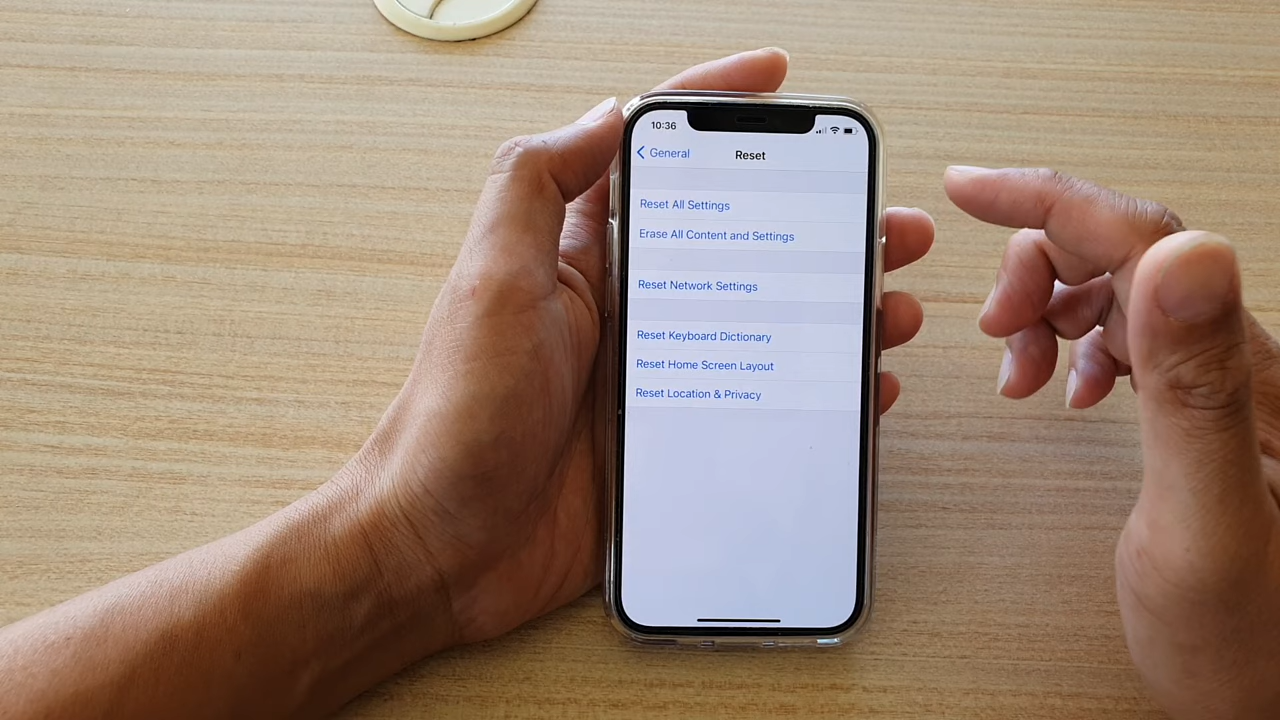 10:36
General
Reset
Reset All Settings
Erase All Content and Settings
Reset Network Settings
Reset Keyboard Dictionary
Reset Home Screen Layout
Reset Location & Privacy